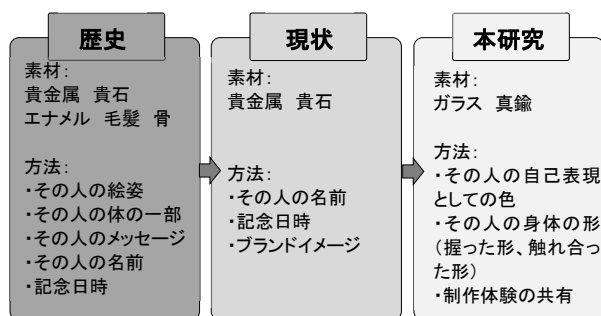 歴史
素材:
貴金属 貴石
エナメル 毛髪 骨
方法:
・その人の絵姿
・その人の体の一部
・その人のメッセージ
・その人の名前
・記念日時
現状
素材:
貴金属 貴石
方法:
・その人の名前
・記念日時
・ブランドイメージ
本研究
素材:
ガラス 真鍮
方法:
・その人の自己表現
としての色
・その人の身体の形
(握った形、触れ合っ
た形)
・制作体験の共有